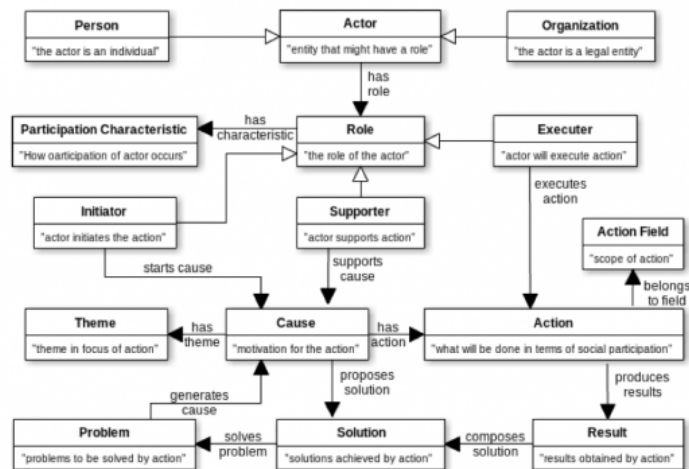 Person
"the actor is an individual"
Actor
"entity that might have a role"
Organization
"the actor is a legal entity"
has
role
Participation Characteristic
"How oarticipation of actor occurs"
has
characteristic
Role
"the role of the actor"
Executer
"actor will execute action"
Initiator
"actor initiates the action"
Supporter
"actor supports action"
executes
action
Action Field
"scope of action"
starts cause
supports
cause
belongs
to field
Theme
"theme in focus of action"
has
theme
Cause
"motivation for the action"
has
action
Action
"what will be done in terms of social participation"
generates
cause
proposes
solution
produces
results
Problem
"problems to be solved by action"
solves
problem
Solution
"solutions achieved by action"
composes
solution
Result
"results obtained by action"